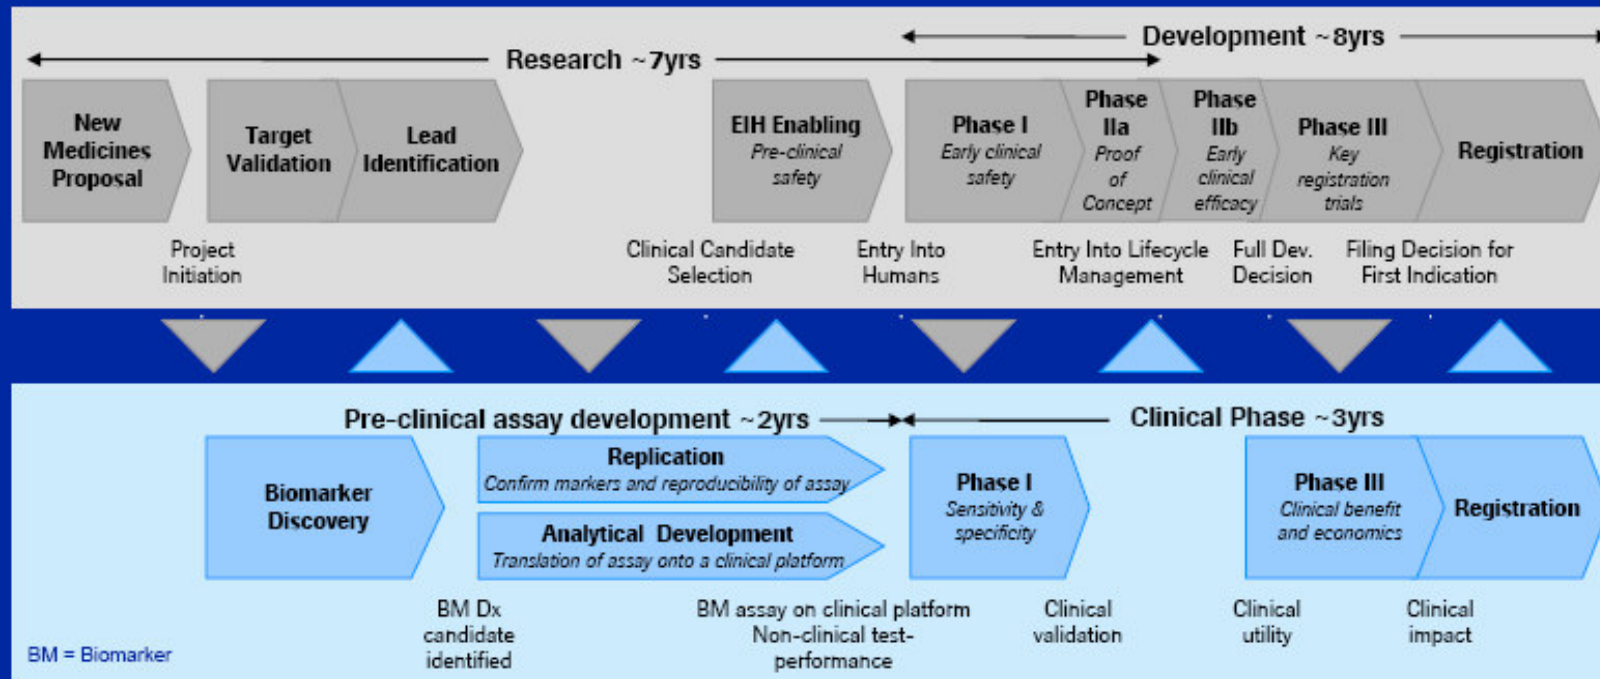 Development ~8yrs
Research ~7yrs
New
Medicines
Proposal
Target
Validation
Lead
Identification
EIH Enabling
Pre-clinical
safety
Phase I
Early clinical
safety
Phase
IIa
Proof
of
Concept
Phase
IIb
Early
clinical
efficacy
Phase III
Key
registration
trials
Registration
Project
Initiation
Clinical Candidate
Selection
Entry Into
Humans
Entry Into Lifecycle
Management
Full Dev.
Decision
Filing Decision for
First Indication
Pre-clinical assay development ~2yrs
Clinical Phase ~3yrs
Biomarker
Discovery
Replication
Confirm markers and reproducibility of assay
Analytical Development
Translation of assay onto a clinical platform
Phase I
Sensitivity &
specificity
Phase III
Clinical benefit
and economics
Registration
BM Dx
candidate
identified
BM assay on clinical platform
Non-clinical test-
performance
Clinical
validation
Clinical
utility
Clinical
impact
BM = Biomarker